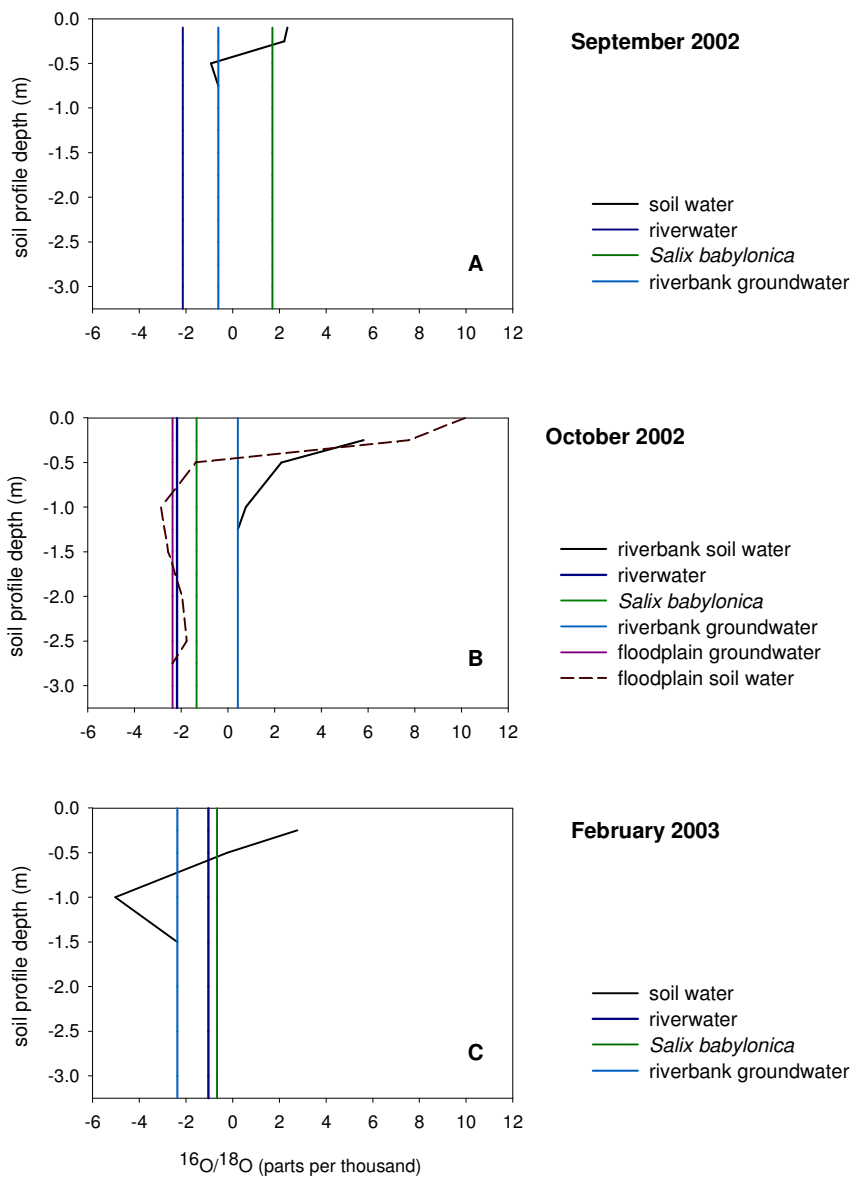 September 2002
0.0
-0.5
-1.0
-1.5
-2.0
-2.5
-3.0
soil profile depth (m)
A
-6 -4 -2 0 2 4 6 8 10 12
soil water
riverwater
Salix babylonica
riverbank groundwater
October 2002
0.0
-0.5
-1.0
-1.5
-2.0
-2.5
-3.0
soil profile depth (m)
B
-6 -4 -2 0 2 4 6 8 10 12
riverbank soil water
riverwater
Salix babylonica
riverbank groundwater
floodplain groundwater
floodplain soil water
February 2003
0.0
-0.5
-1.0
-1.5
-2.0
-2.5
-3.0
soil profile depth (m)
C
-6 -4 -2 0 2 4 6 8 10 12
soil water
riverwater
Salix babylonica
riverbank groundwater
¹⁶O/¹⁸O (parts per thousand)